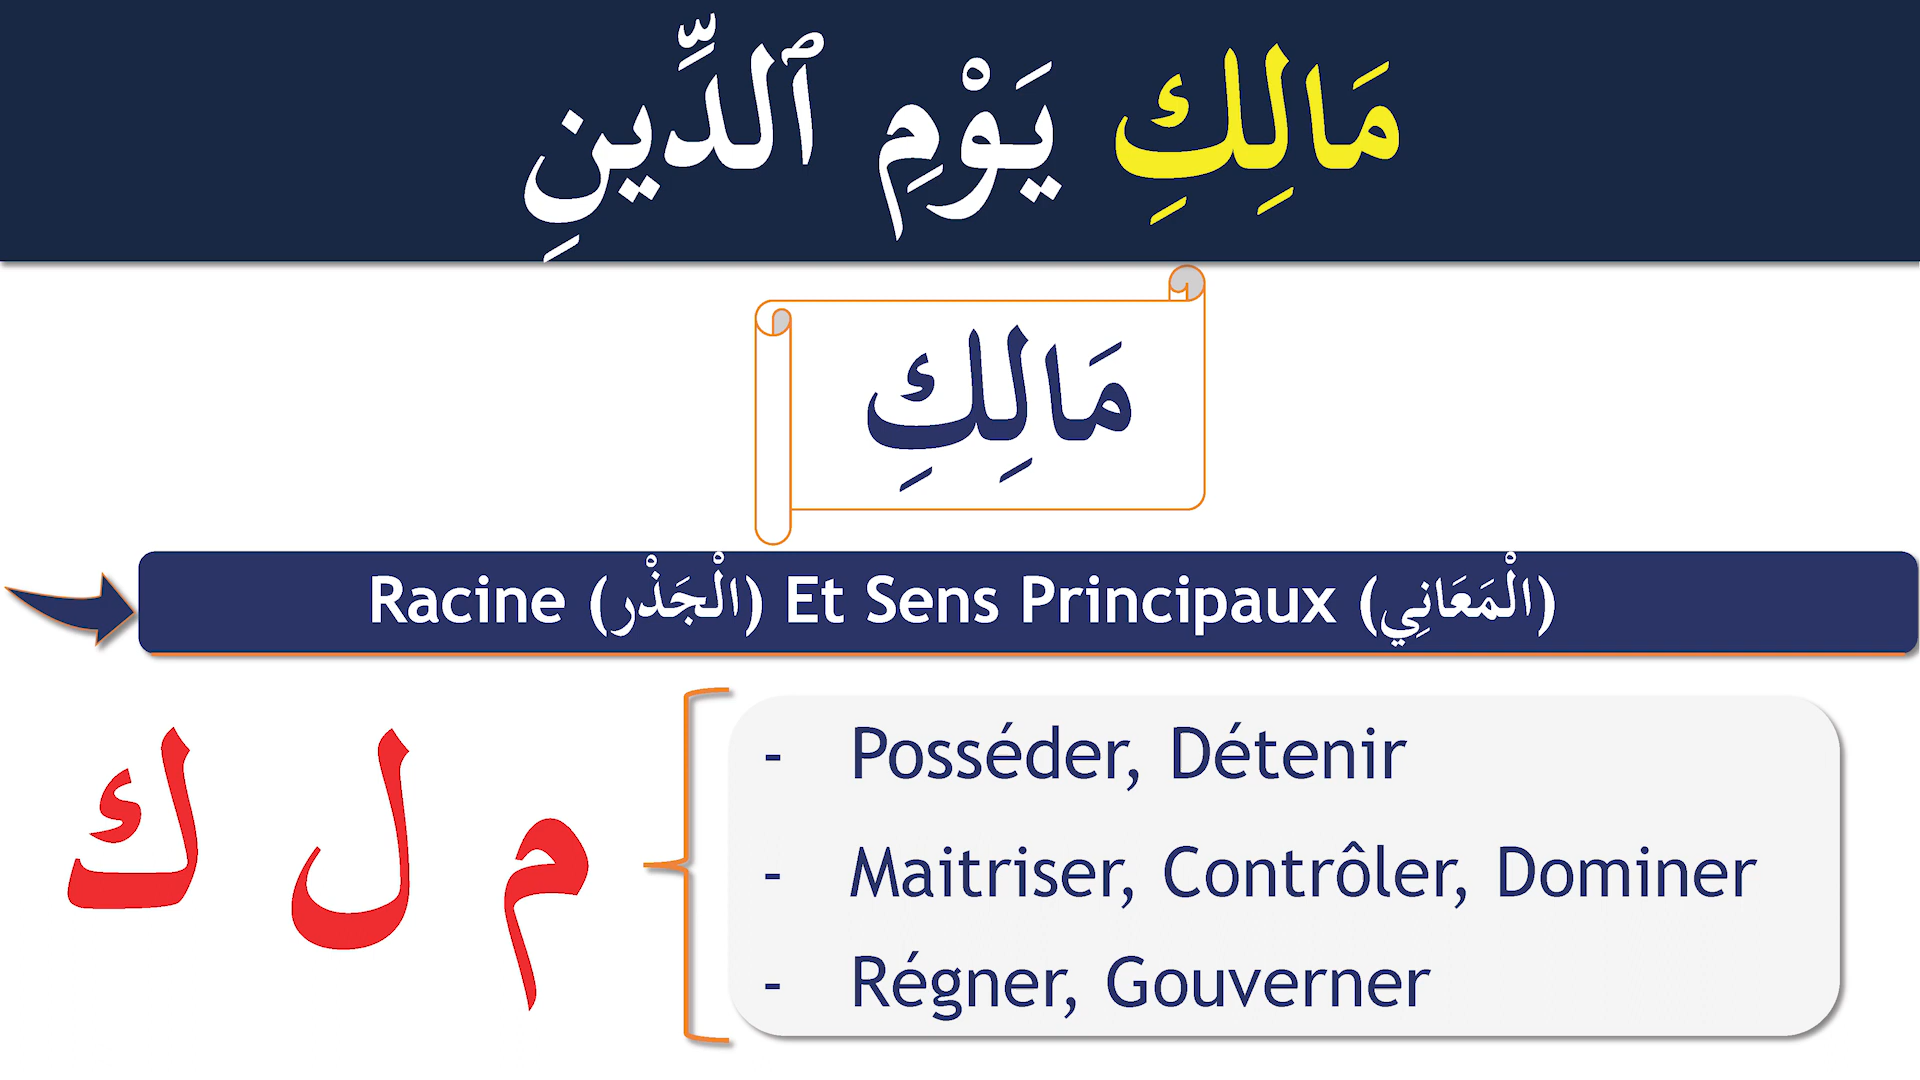 مَالِكِ يَوْمِ ٱلدِّينِ
مَالِكِ
Racine (الْجَذْر) Et Sens Principaux (الْمَعَانِي)
م ل ك
- Posséder, Détenir
- Maitriser, Contrôler, Dominer
- Régner, Gouverner